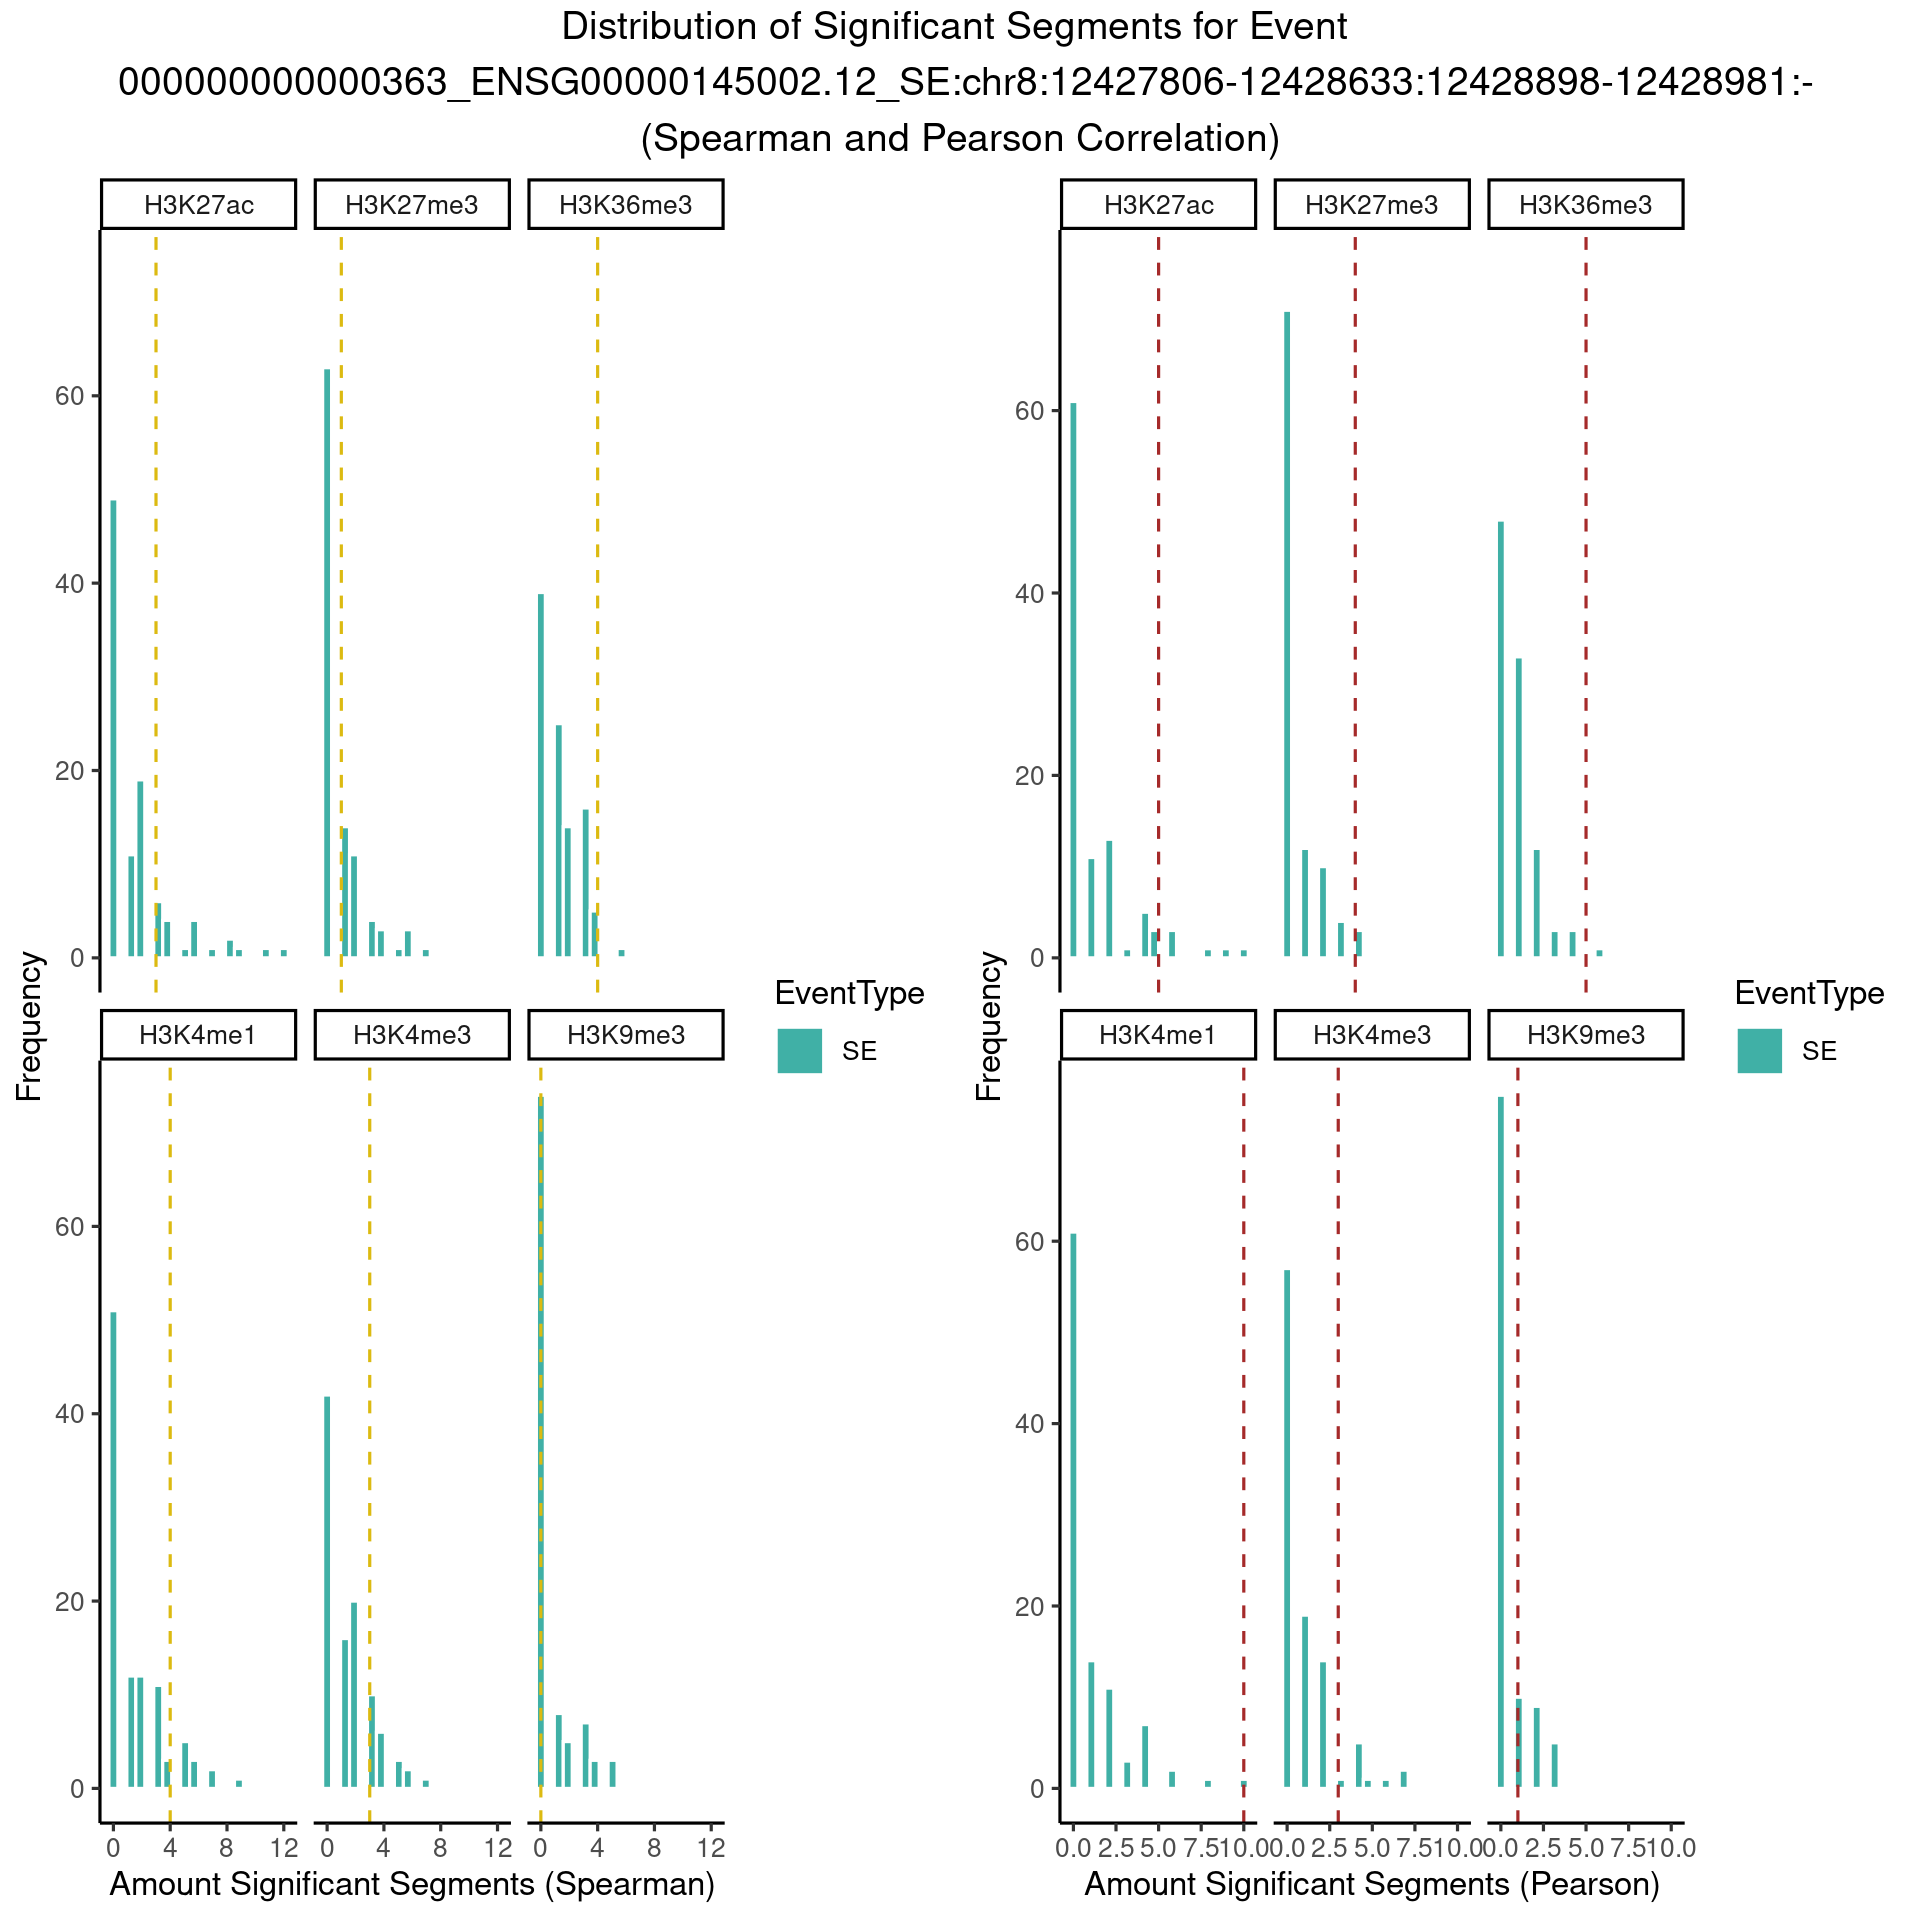 Distribution of Significant Segments for Event
000000000000363_ENSG00000145002.12_SE:chr8:12427806-12428633:12428898-12428981:-
(Spearman and Pearson Correlation)
H3K27ac H3K27me3 H3K36me3
60
40
20
0
H3K4me1 H3K4me3 H3K9me3
60
40
20
0
0 4 8 12 0 4 8 12 0 4 8 12
Frequency
Amount Significant Segments (Spearman)
EventType
SE
H3K27ac H3K27me3 H3K36me3
60
40
20
0
H3K4me1 H3K4me3 H3K9me3
60
40
20
0
0.0 2.5 5.0 7.5 10.0 0.0 2.5 5.0 7.5 10.0 0.0 2.5 5.0 7.5 10.0
Frequency
Amount Significant Segments (Pearson)
EventType
SE